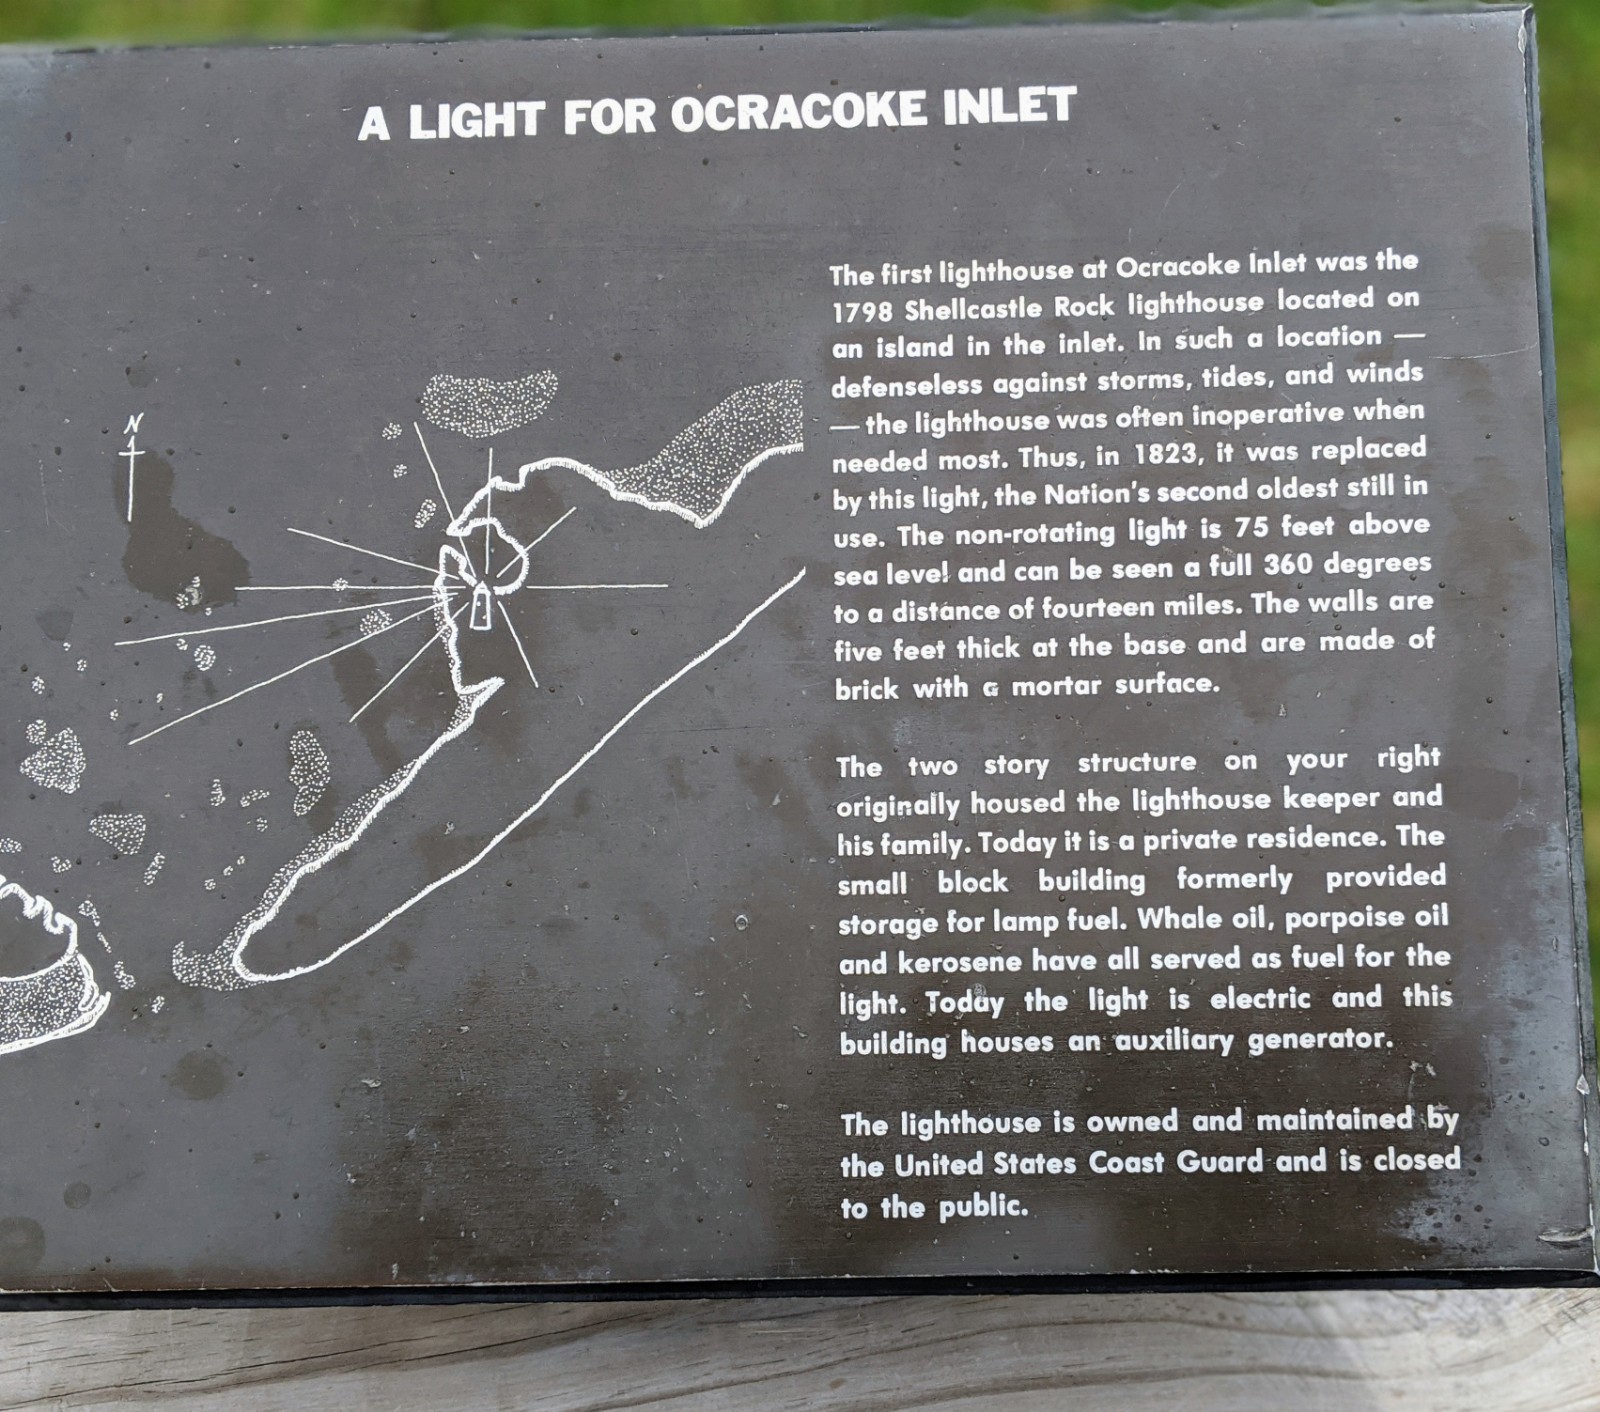 A LIGHT FOR OCRACOKE INLET
N
The first lighthouse at Ocracoke Inlet was the
1798 Shellcastle Rock lighthouse located on
an island in the inlet. In such a location —
defenseless against storms, tides, and winds
— the lighthouse was often inoperative when
needed most. Thus, in 1823, it was replaced
by this light, the Nation's second oldest still in
use. The non-rotating light is 75 feet above
sea level and can be seen a full 360 degrees
to a distance of fourteen miles. The walls are
five feet thick at the base and are made of
brick with a mortar surface.
The two story structure on your right
originally housed the lighthouse keeper and
his family. Today it is a private residence. The
small block building formerly provided
storage for lamp fuel. Whale oil, porpoise oil
and kerosene have all served as fuel for the
light. Today the light is electric and this
building houses an auxiliary generator.
The lighthouse is owned and maintained by
the United States Coast Guard and is closed
to the public.